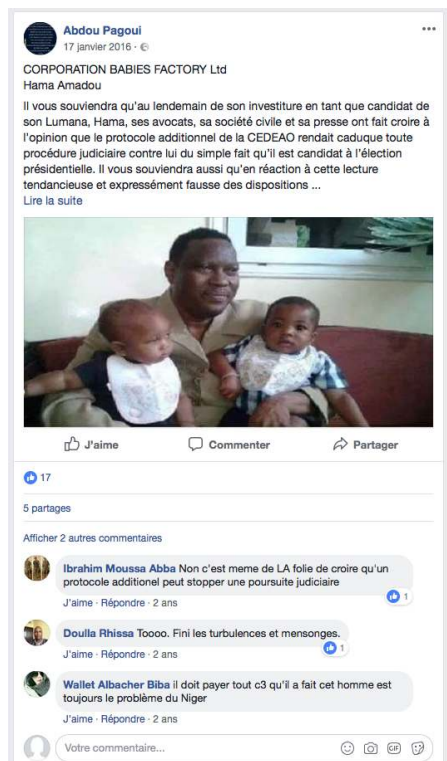 Abdou Pagoui
17 janvier 2016 ·
CORPORATION BABIES FACTORY Ltd
Hama Amadou
Il vous souviendra qu'au lendemain de son investiture en tant que candidat de
son Lumana, Hama, ses avocats, sa société civile et sa presse ont fait croire à
l'opinion que le protocole additionnel de la CEDEAO rendait caduque toute
procédure judiciaire contre lui du simple fait qu'il est candidat à l'élection
présidentielle. Il vous souviendra aussi qu'en réaction à cette lecture
tendancieuse et expressément fausse des dispositions ...
Lire la suite
J'aime Commenter Partager
17
5 partages
Afficher 2 autres commentaires
Ibrahim Moussa Abba Non c'est meme de LA folie de croire qu'un
protocole additionel peut stopper une poursuite judiciaire
1
J'aime · Répondre · 2 ans
Doulla Rhissa Toooo. Fini les turbulences et mensonges.
1
J'aime · Répondre · 2 ans
Wallet Albacher Biba il doit payer tout c3 qu'il a fait cet homme est
toujours le problème du Niger
J'aime · Répondre · 2 ans
Votre commentaire...
GIF